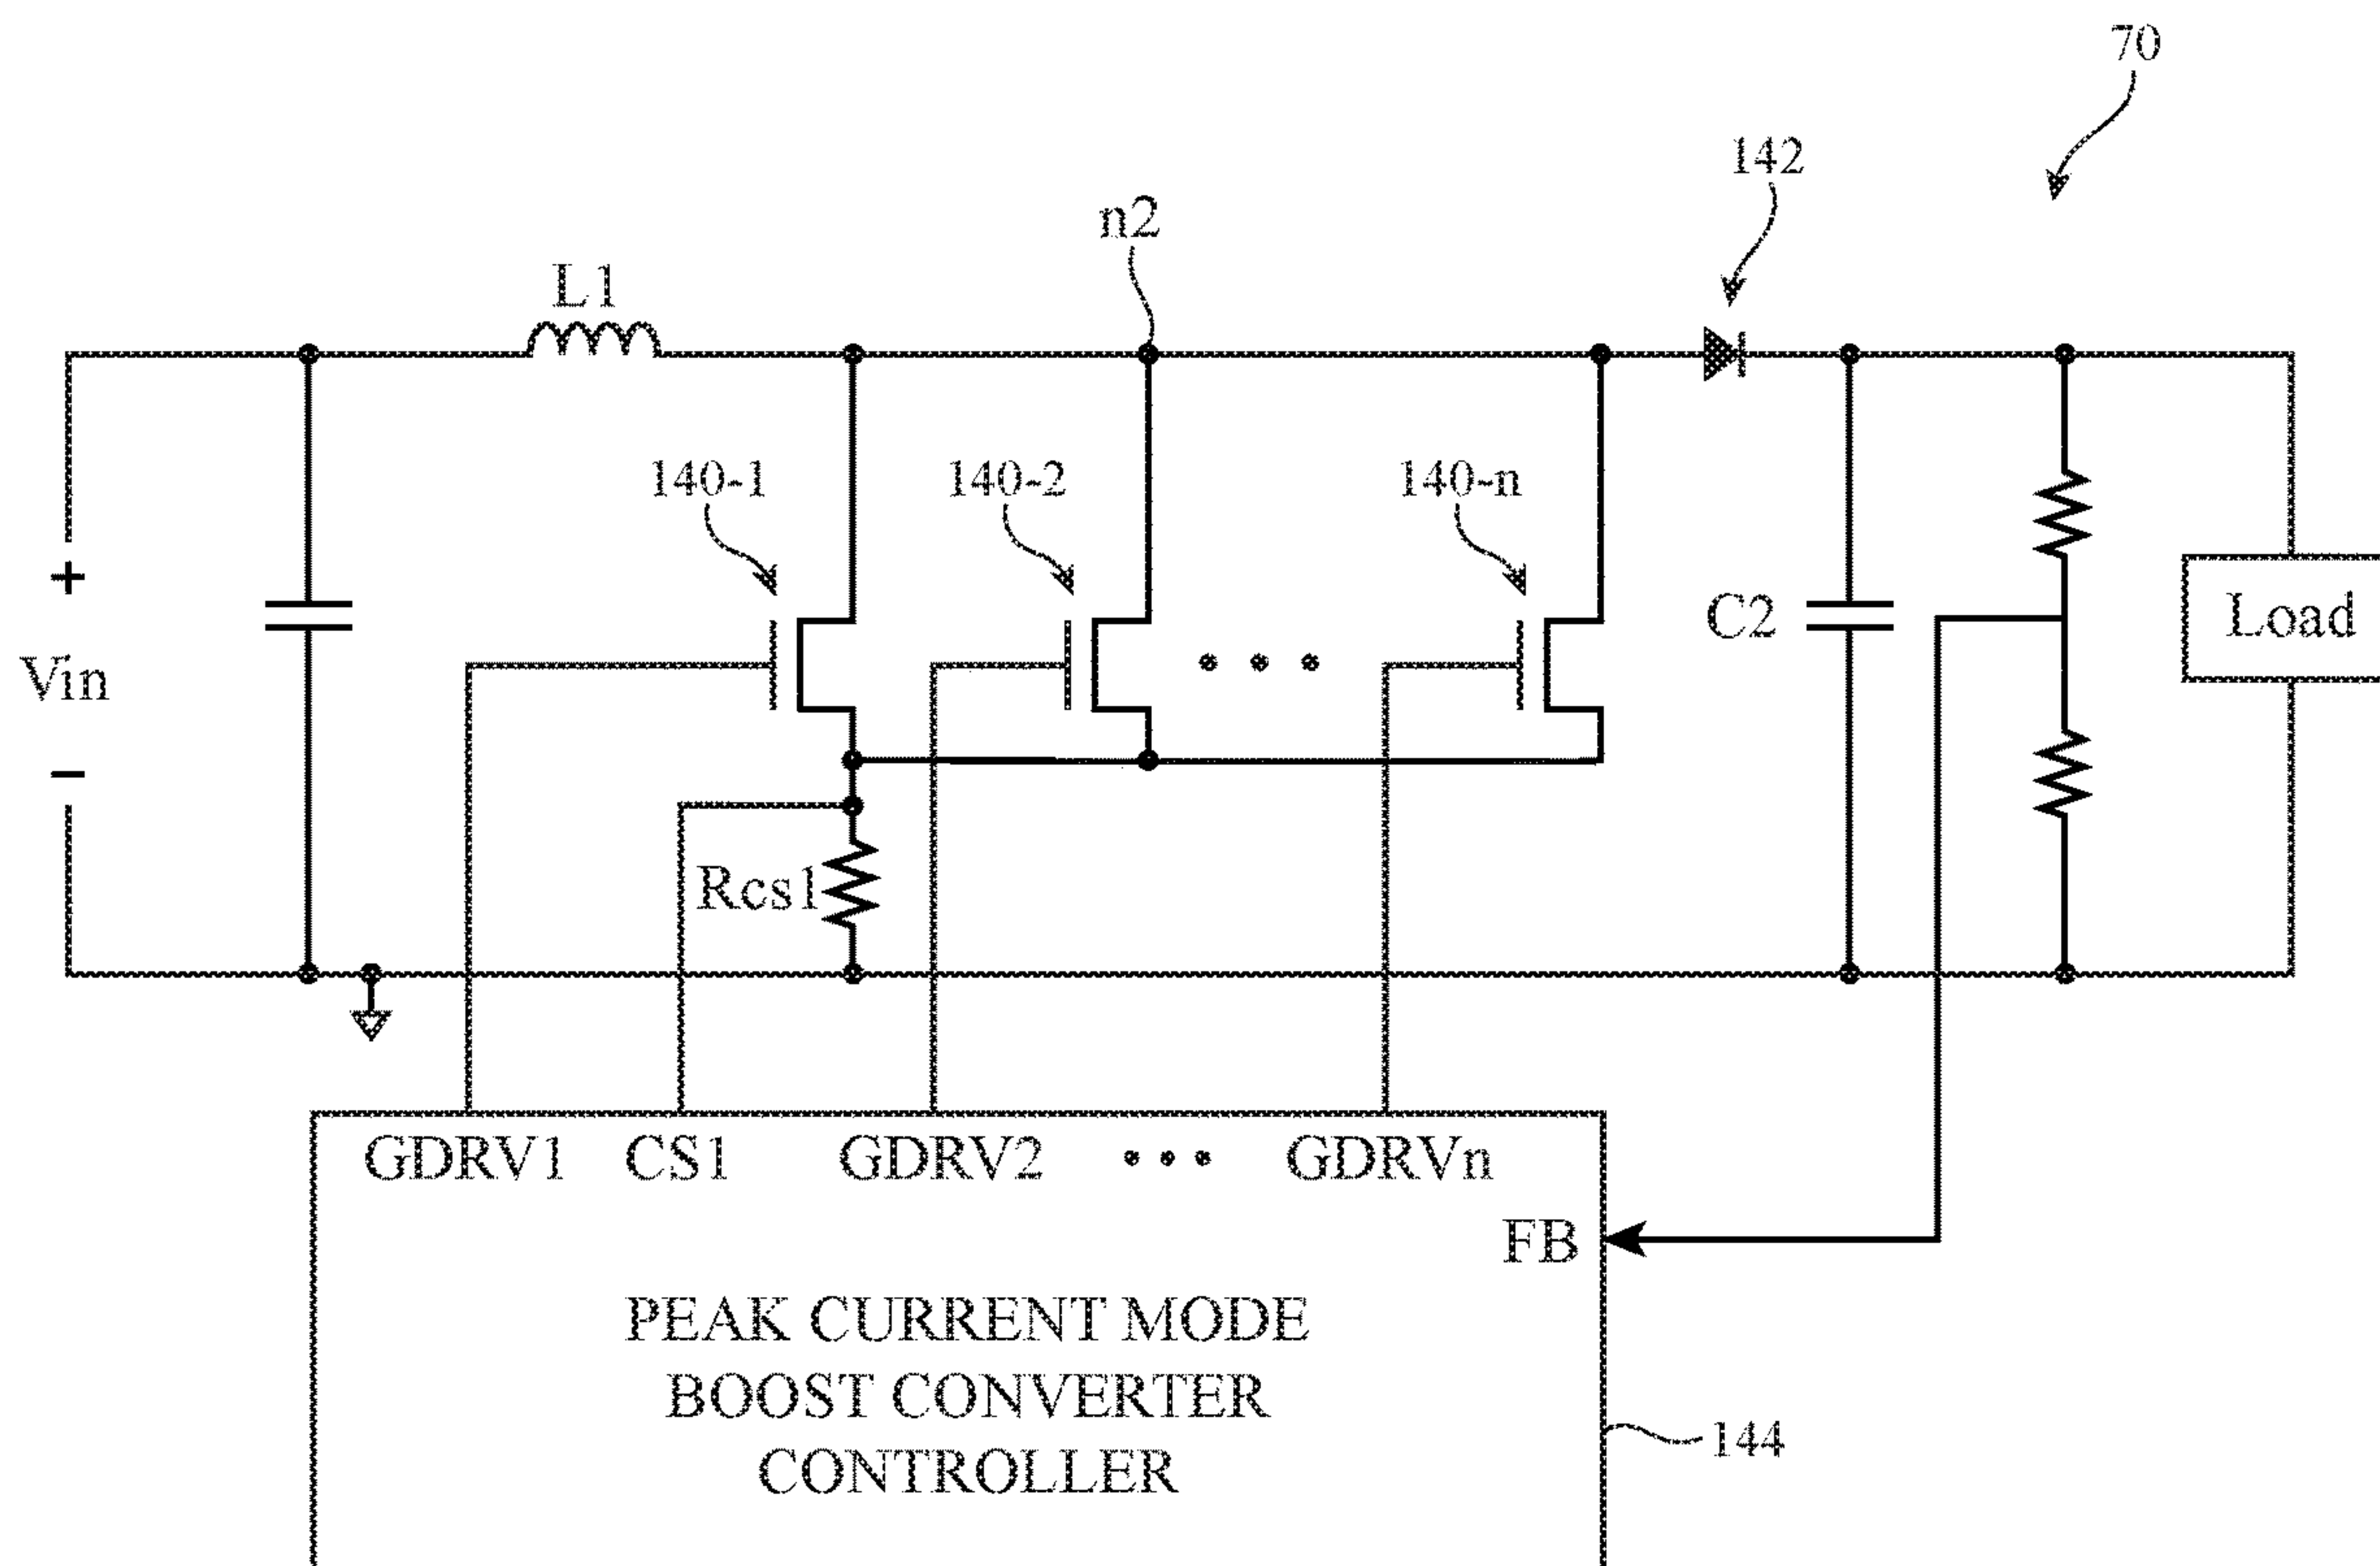 70
142
n2
L1
140-1
140-2
140-n
+
Vin
−
C2
Load
Rcs1
GDRV1
CS1
GDRV2
• • •
GDRVn
FB
PEAK CURRENT MODE
BOOST CONVERTER
CONTROLLER
144